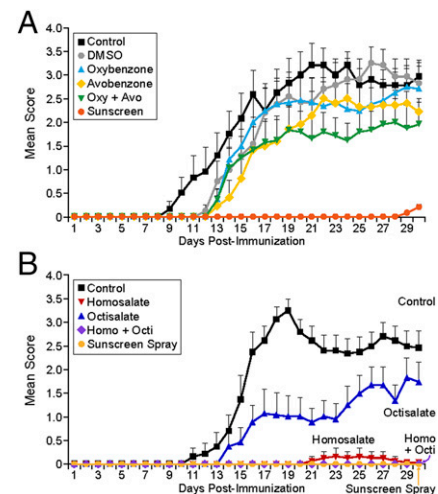 A
Control
DMSO
Oxybenzone
Avobenzone
Oxy + Avo
Sunscreen
Mean Score
4.0
3.5
3.0
2.5
2.0
1.5
1.0
0.5
0.0
1 3 5 7 9 11 13 15 17 19 21 23 25 27 29
Days Post-Immunization
B
Control
Homosalate
Octisalate
Homo + Octi
Sunscreen Spray
Mean Score
4.0
3.5
3.0
2.5
2.0
1.5
1.0
0.5
0.0
Control
Octisalate
Homosalate
Homo
+ Octi
1 3 5 7 9 11 13 15 17 19 21 23 25 27 29
Days Post-Immunization
Sunscreen Spray